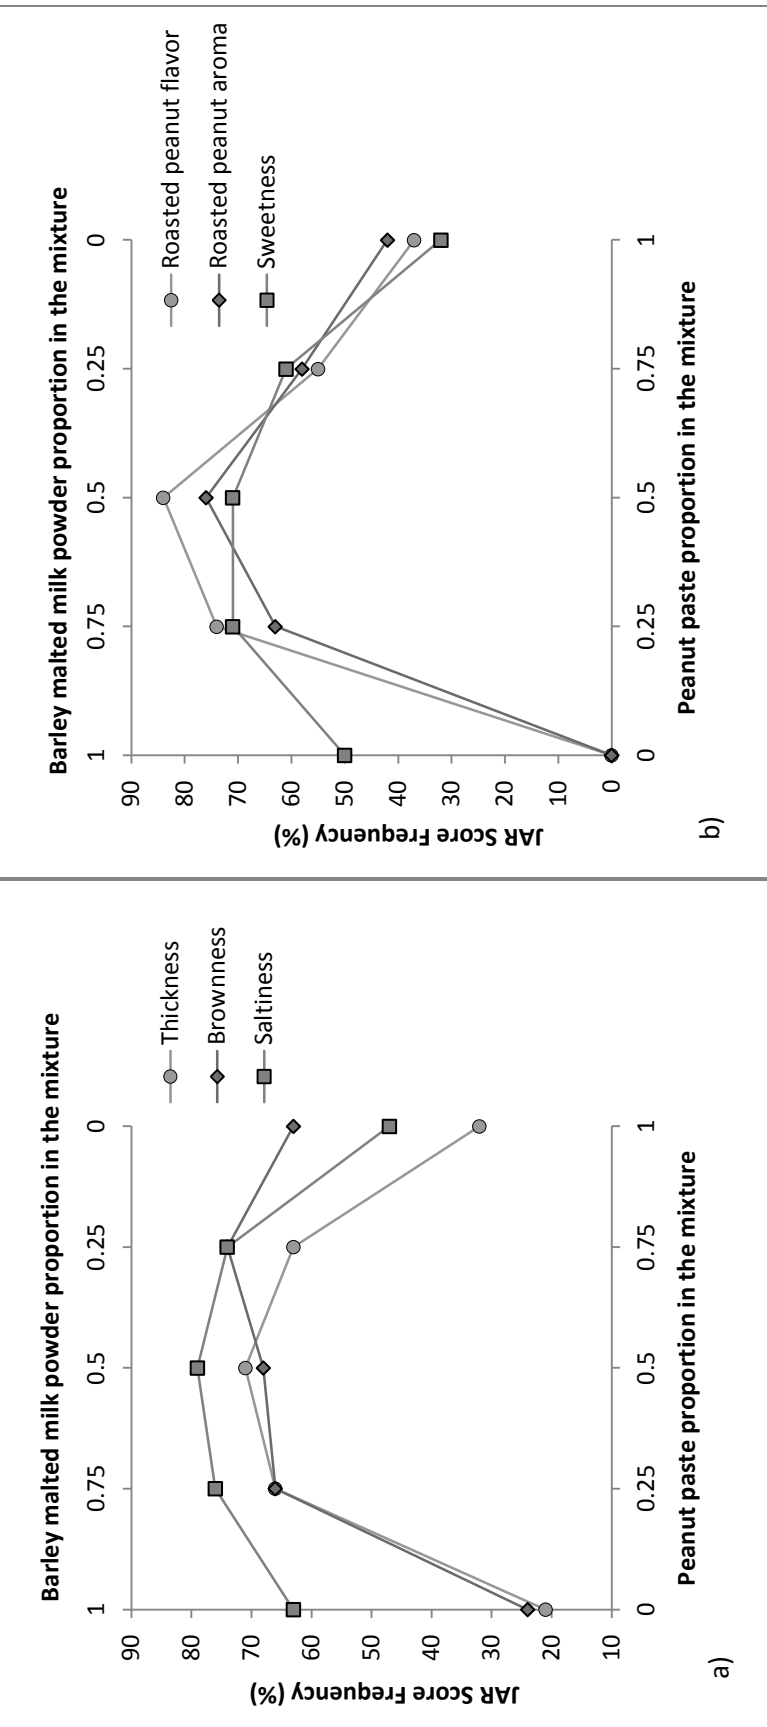 Barley malted milk powder proportion in the mixture
1 0.75 0.5 0.25 0
90
80
70
60
50
40
30
20
10
JAR Score Frequency (%)
Thickness
Brownness
Saltiness
0 0.25 0.5 0.75 1
Peanut paste proportion in the mixture
a)
Barley malted milk powder proportion in the mixture
1 0.75 0.5 0.25 0
90
80
70
60
50
40
30
20
10
0
JAR Score Frequency (%)
Roasted peanut flavor
Roasted peanut aroma
Sweetness
0 0.25 0.5 0.75 1
Peanut paste proportion in the mixture
b)